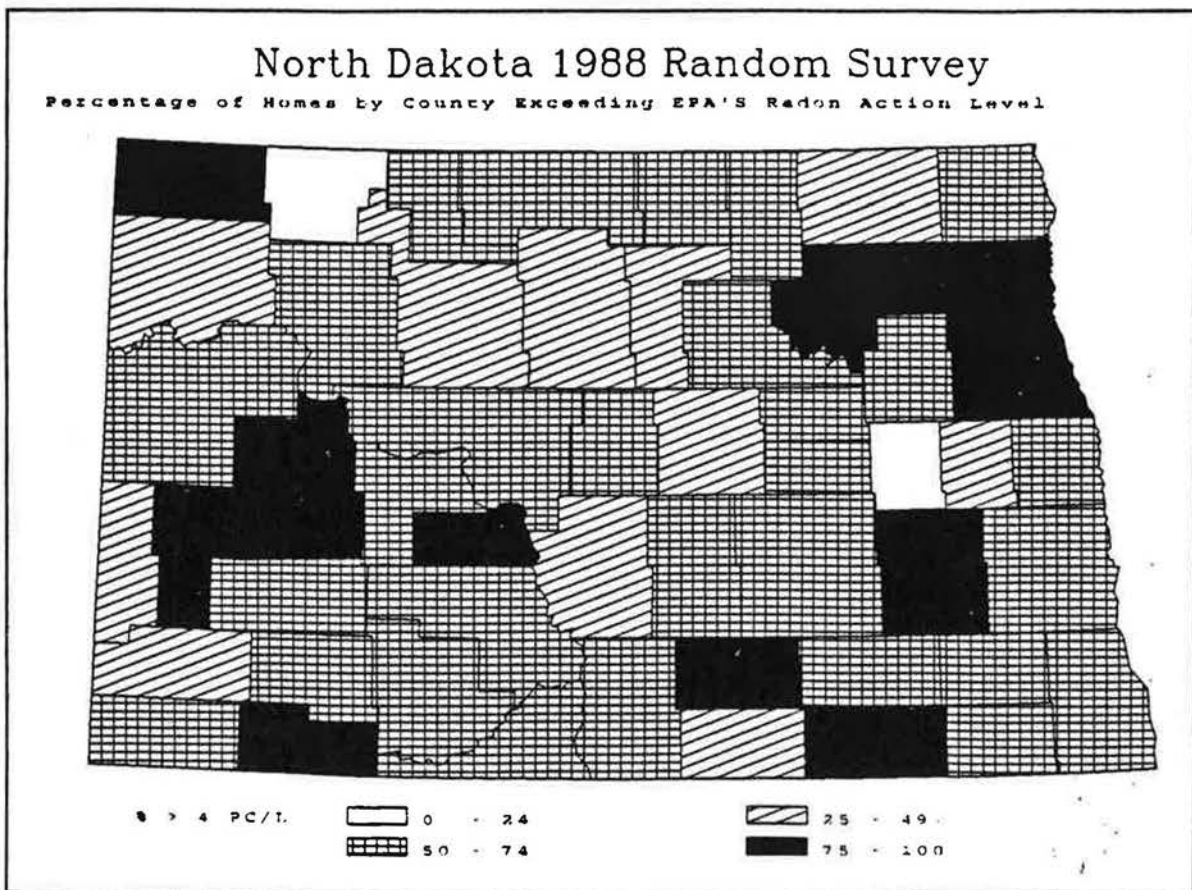 North Dakota 1988 Random Survey
Percentage of Homes by County Exceeding EPA'S Radon Action Level
% > 4 PC/L
0 - 24
25 - 49
50 - 74
75 - 100